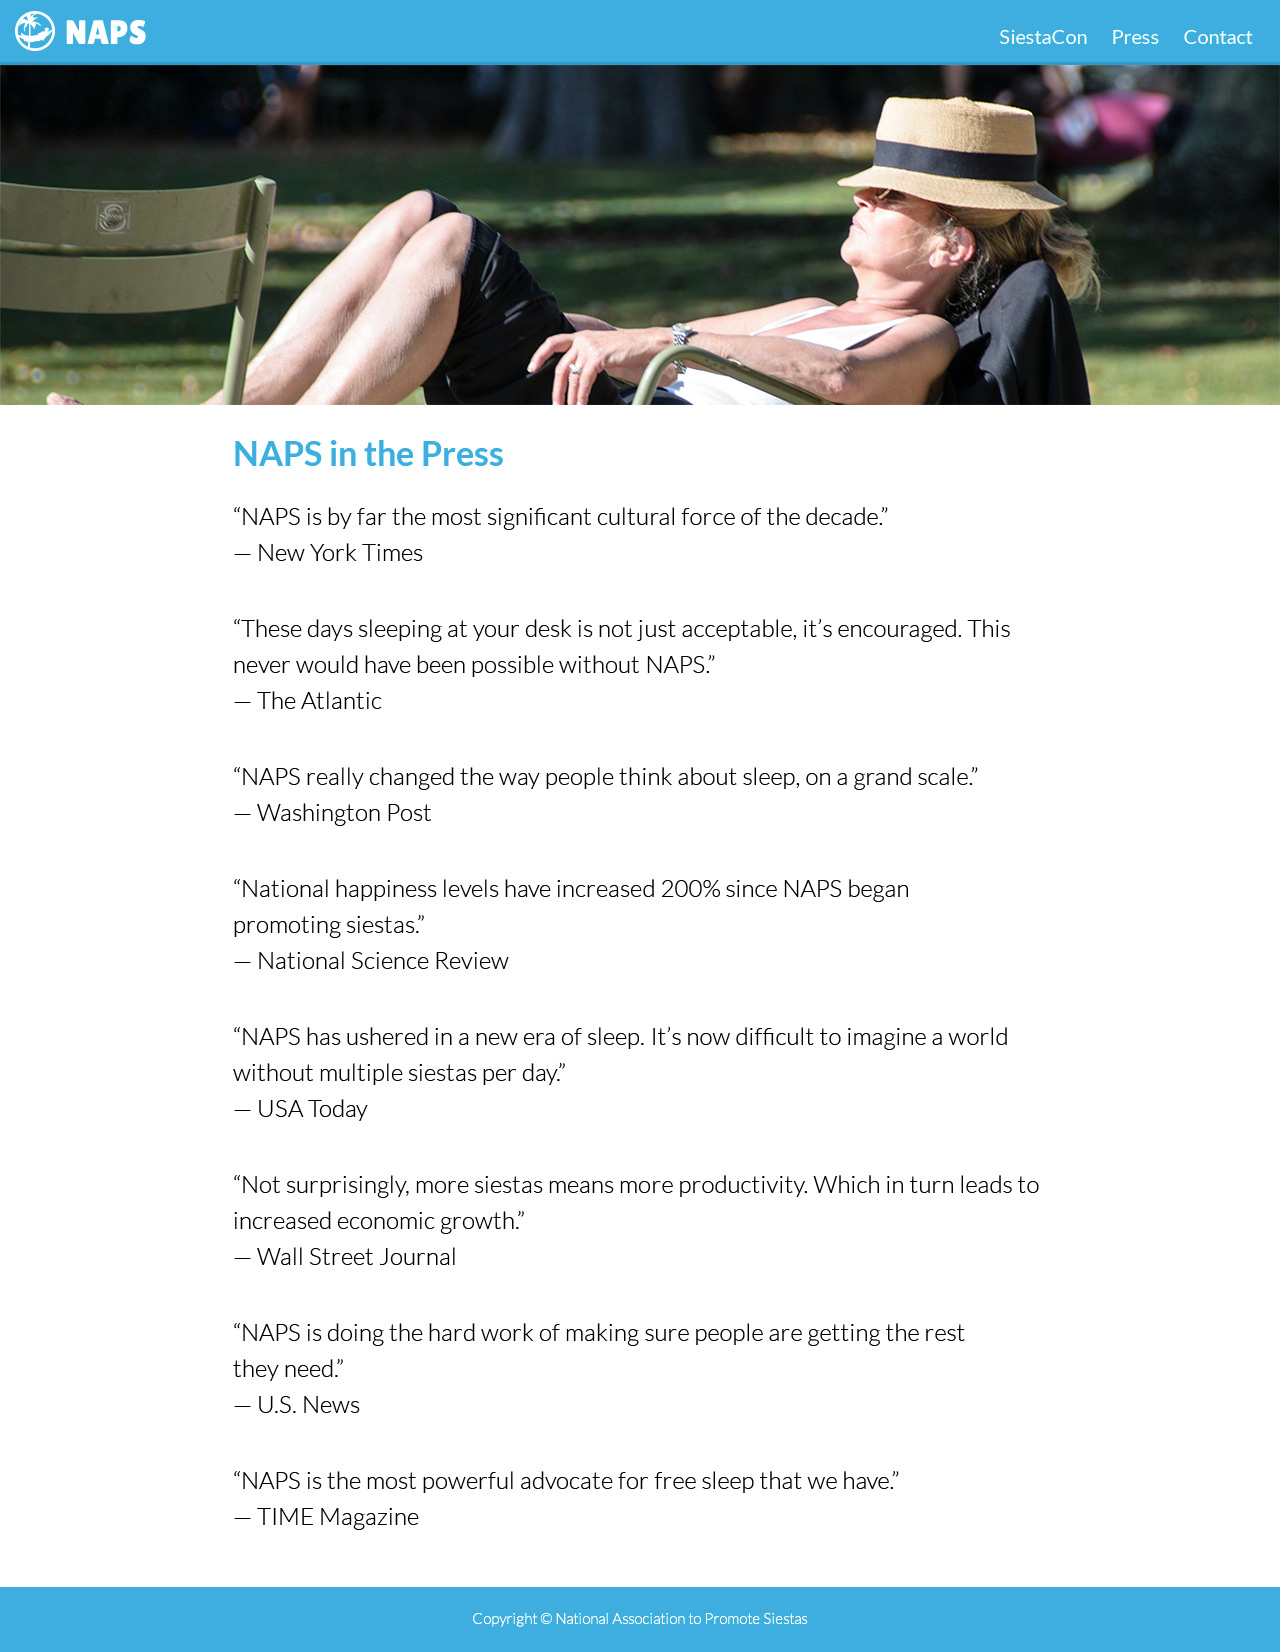 NAPS
SiestaCon Press Contact
NAPS in the Press
“NAPS is by far the most significant cultural force of the decade.”
— New York Times
“These days sleeping at your desk is not just acceptable, it’s encouraged. This
never would have been possible without NAPS.”
— The Atlantic
“NAPS really changed the way people think about sleep, on a grand scale.”
— Washington Post
“National happiness levels have increased 200% since NAPS began
promoting siestas.”
— National Science Review
“NAPS has ushered in a new era of sleep. It’s now difficult to imagine a world
without multiple siestas per day.”
— USA Today
“Not surprisingly, more siestas means more productivity. Which in turn leads to
increased economic growth.”
— Wall Street Journal
“NAPS is doing the hard work of making sure people are getting the rest
they need.”
— U.S. News
“NAPS is the most powerful advocate for free sleep that we have.”
— TIME Magazine
Copyright © National Association to Promote Siestas